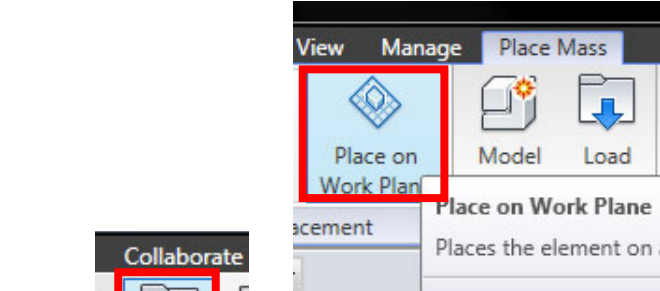 View Manage Place Mass
Place on Model Load
Work Plan
Place on Work Plane
acement
Places the element on
Collaborate